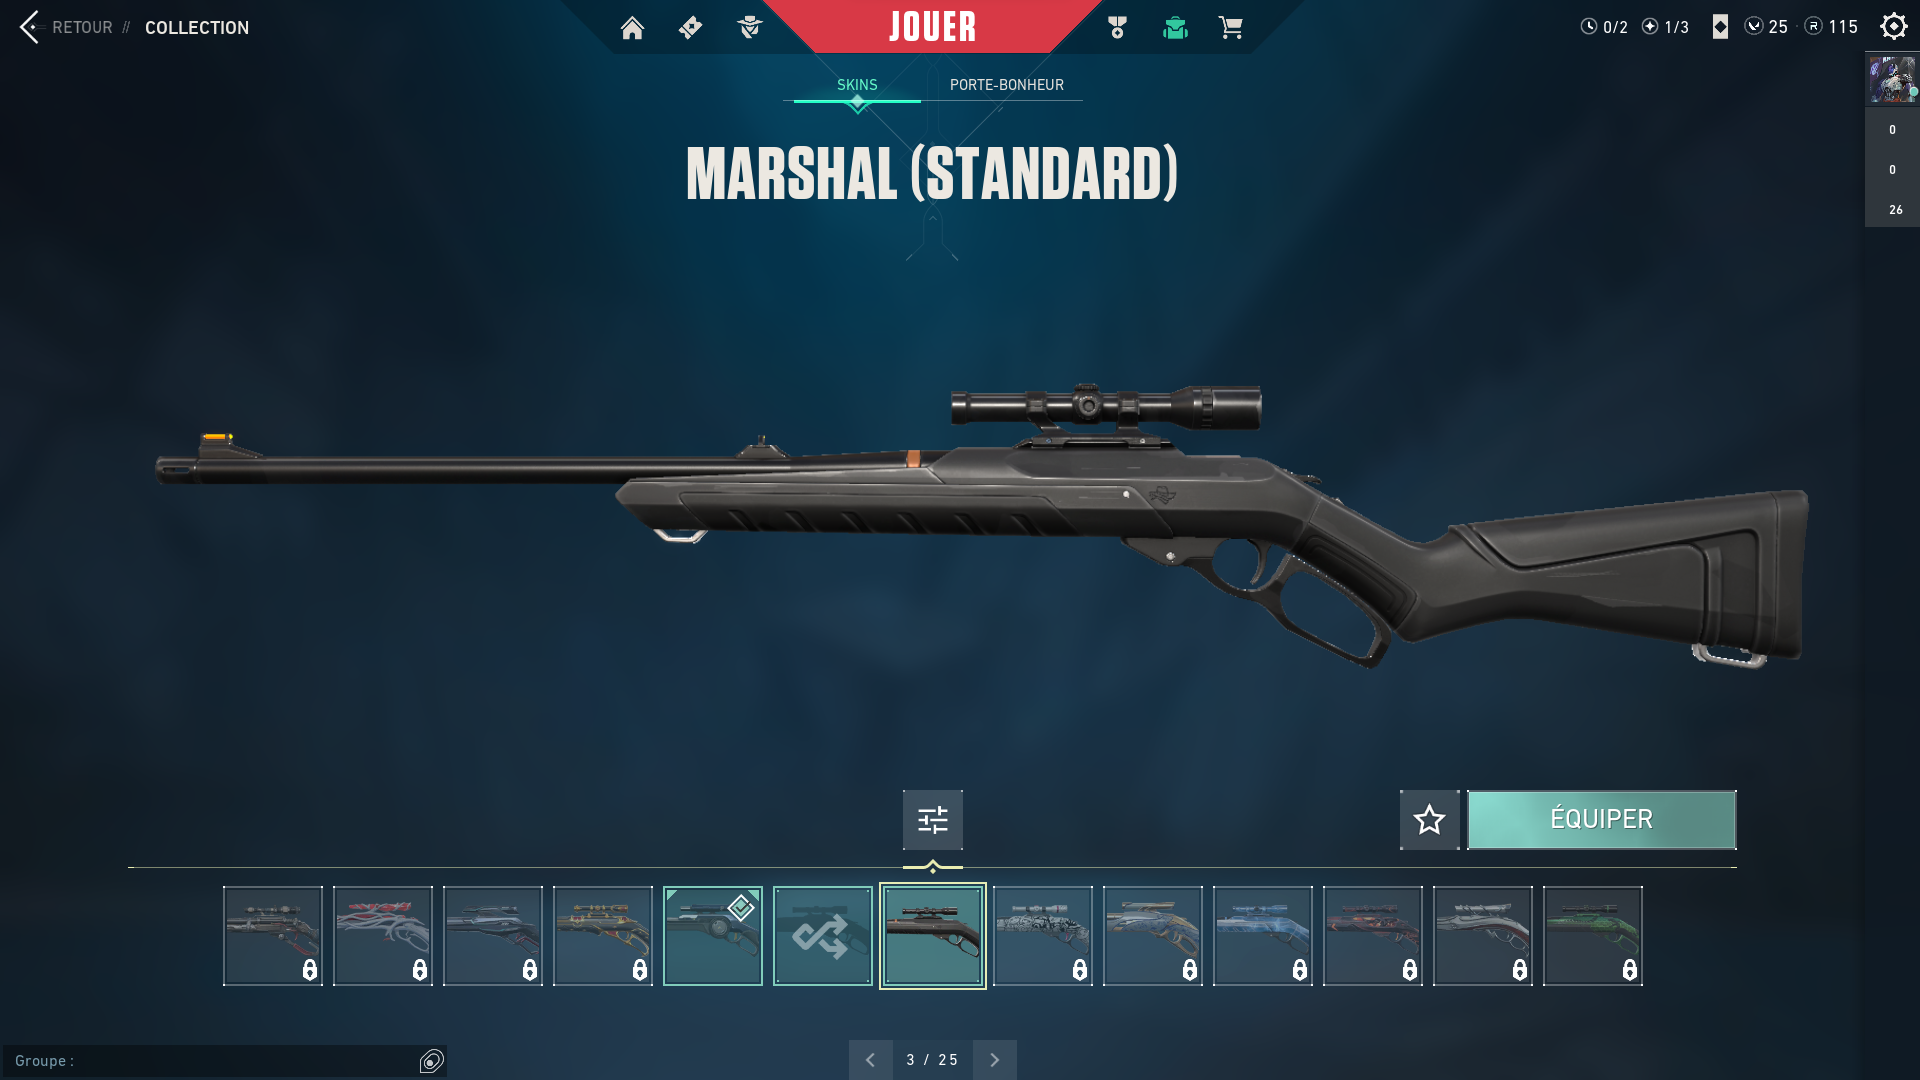 RETOUR // COLLECTION
JOUER
0/2 1/3 25 115
SKINS
PORTE-BONHEUR
MARSHAL (STANDARD)
0
0
26
ÉQUIPER
Groupe :
3 / 25